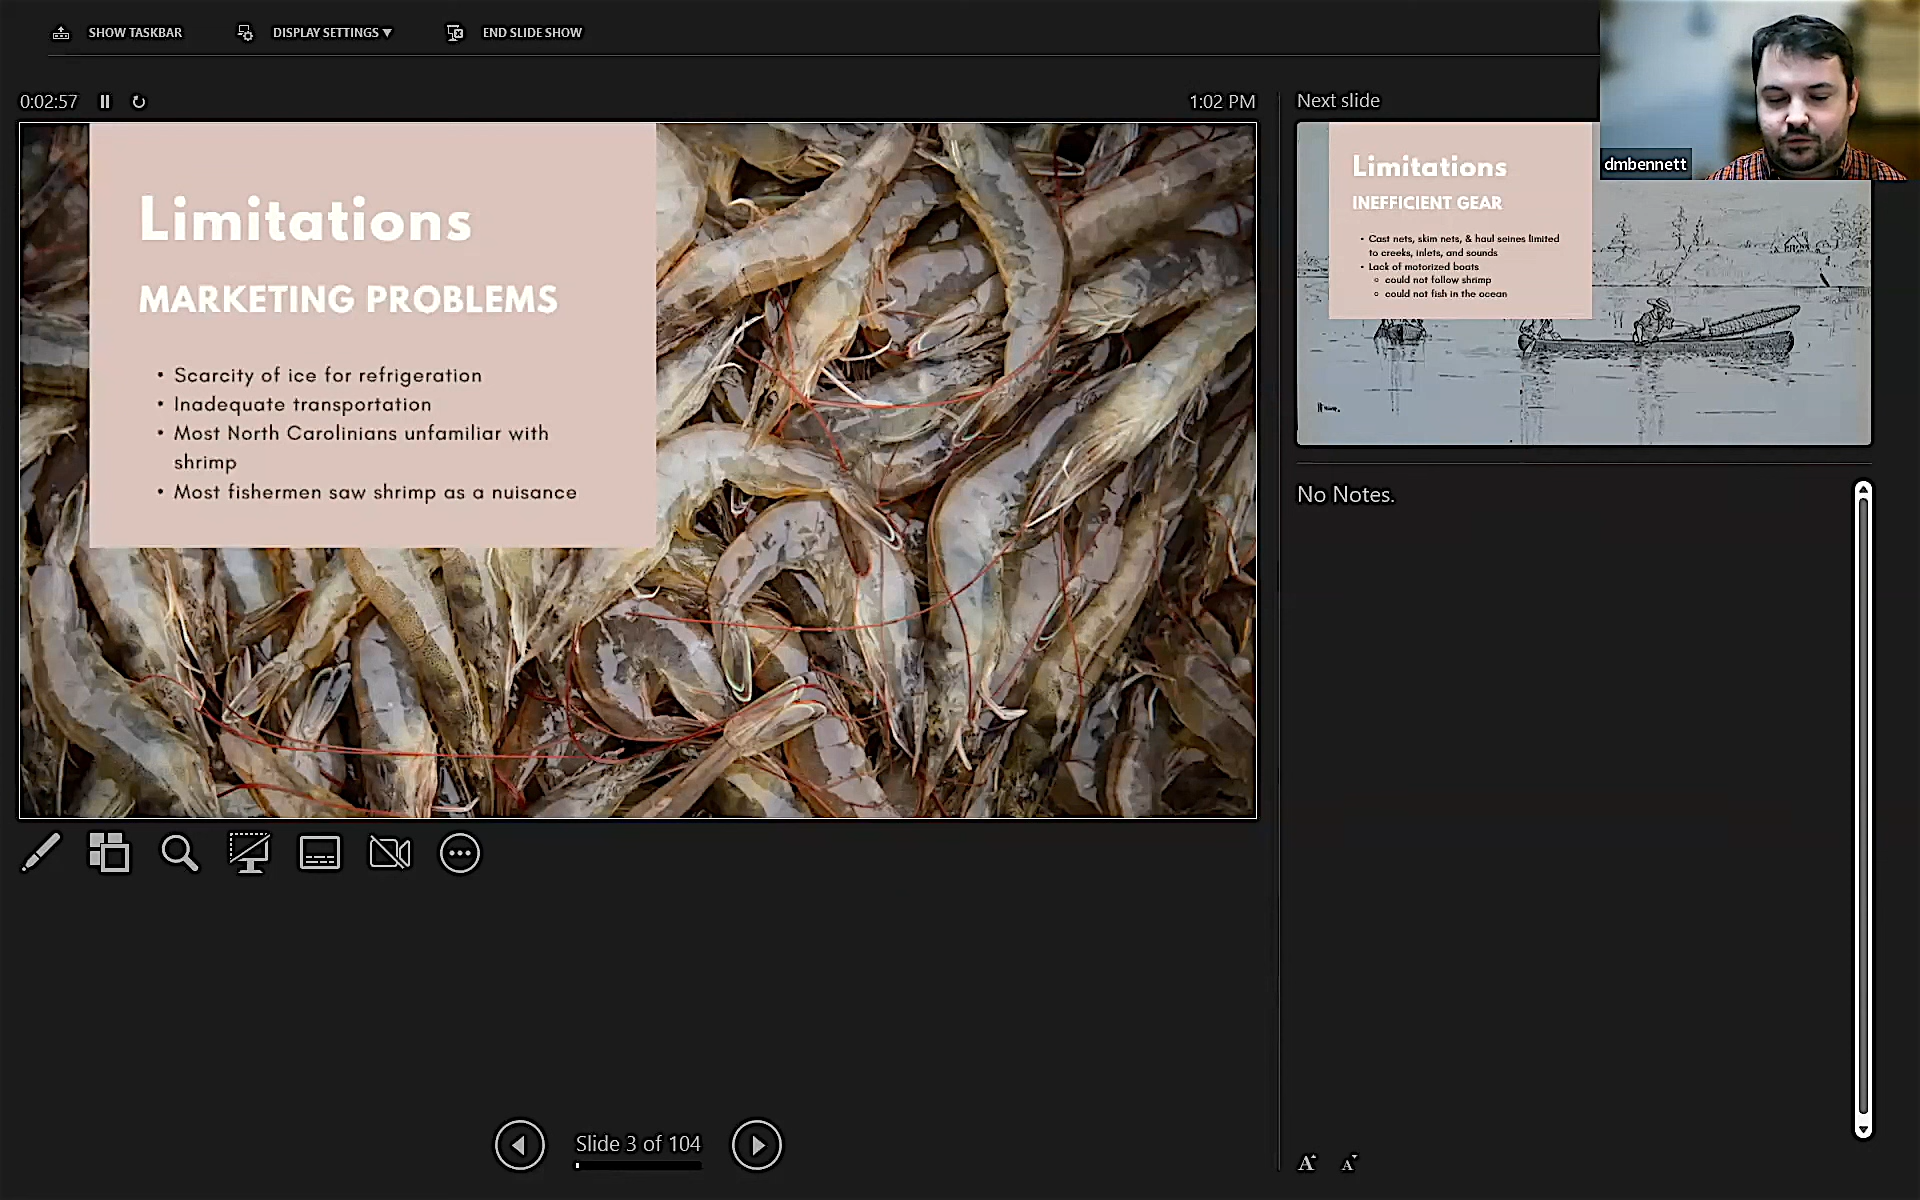 SHOW TASKBAR
DISPLAY SETTINGS ▼
END SLIDE SHOW
0:02:57
1:02 PM
Limitations
MARKETING PROBLEMS
• Scarcity of ice for refrigeration
• Inadequate transportation
• Most North Carolinians unfamiliar with
shrimp
• Most fishermen saw shrimp as a nuisance
Slide 3 of 104
Next slide
dmbennett
Limitations
INEFFICIENT GEAR
• Cast nets, skim nets, & haul seines limited
to creeks, inlets, and sounds
• Lack of motorized boats
◦ could not follow shrimp
◦ could not fish in the ocean
No Notes.
A A